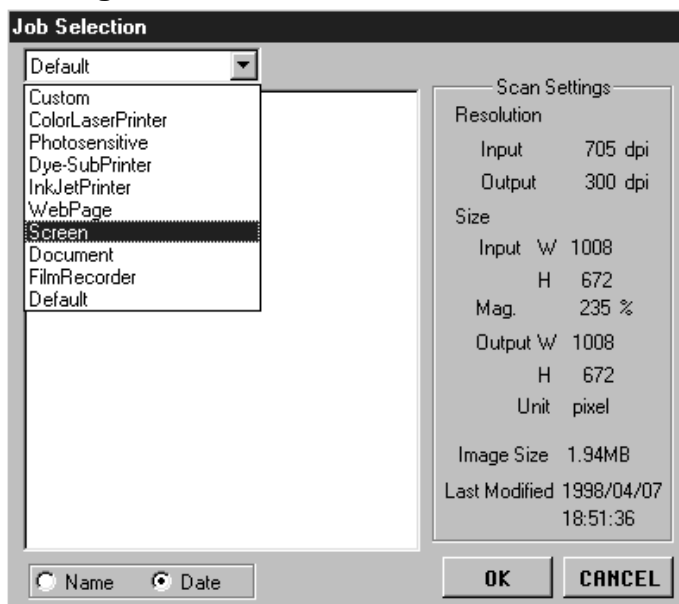 Job Selection
Default
Custom
ColorLaserPrinter
Photosensitive
Dye-SubPrinter
InkJetPrinter
WebPage
Screen
Document
FilmRecorder
Default
Name Date
Scan Settings
Resolution
Input 705 dpi
Output 300 dpi
Size
Input W 1008
H 672
Mag. 235 %
Output W 1008
H 672
Unit pixel
Image Size 1.94MB
Last Modified 1998/04/07
18:51:36
OK CANCEL